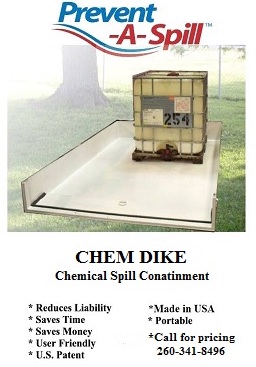 Prevent
-A-Spill™
254
CHEM DIKE
Chemical Spill Conatinment
* Reduces Liability
* Saves Time
* Saves Money
* User Friendly
* U.S. Patent
*Made in USA
* Portable
*Call for pricing
260-341-8496